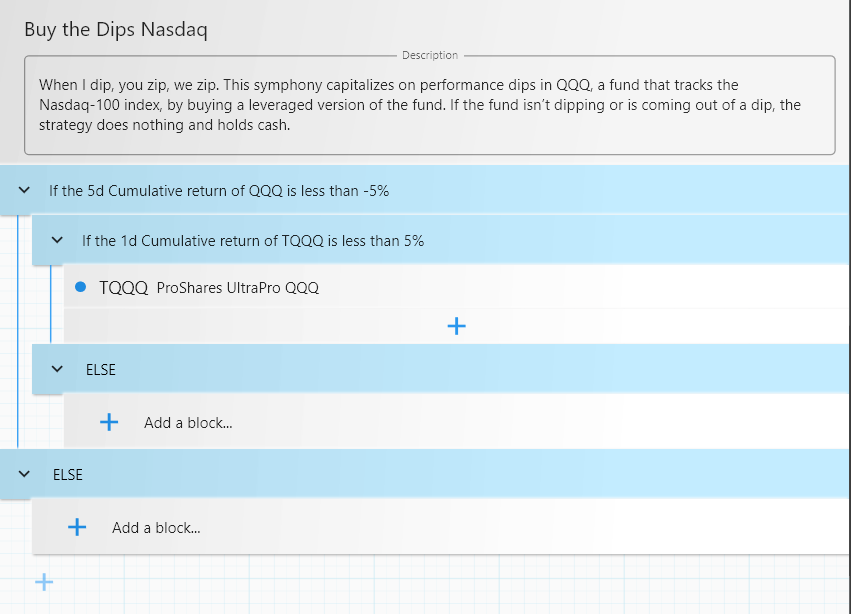 Buy the Dips Nasdaq
Description
When I dip, you zip, we zip. This symphony capitalizes on performance dips in QQQ, a fund that tracks the
Nasdaq-100 index, by buying a leveraged version of the fund. If the fund isn’t dipping or is coming out of a dip, the
strategy does nothing and holds cash.
If the 5d Cumulative return of QQQ is less than -5%
If the 1d Cumulative return of TQQQ is less than 5%
TQQQ ProShares UltraPro QQQ
ELSE
Add a block...
ELSE
Add a block...